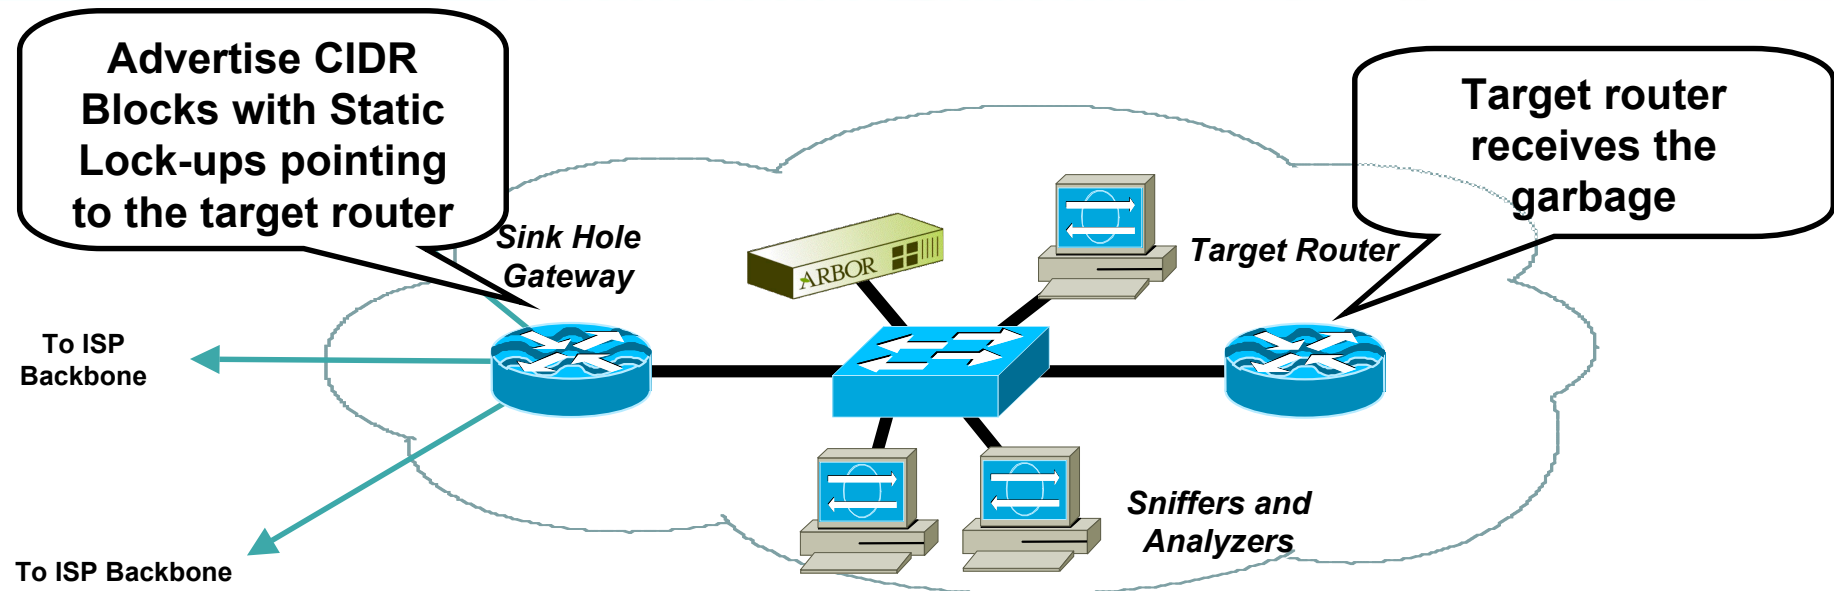 Advertise CIDR
Blocks with Static
Lock-ups pointing
to the target router
Target router
receives the
garbage
Sink Hole
Gateway
ARBOR
Target Router
To ISP
Backbone
Sniffers and
Analyzers
To ISP Backbone